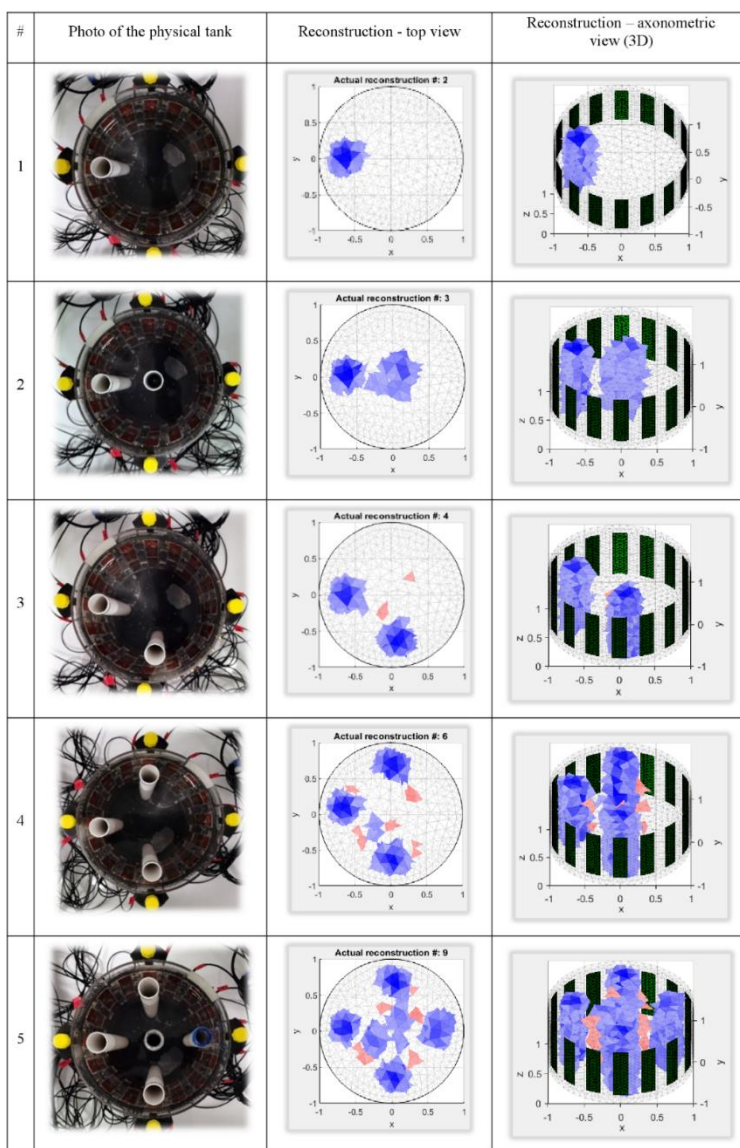 #
Photo of the physical tank
Reconstruction - top view
Reconstruction – axonometric
view (3D)
1
Actual reconstruction #: 2
1
0.5
0
-0.5
-1
y
-1 -0.5 0 0.5 1
x
1
0.5
0
-1
y
1
0.5
0
z
-1 -0.5 0 0.5 1
x
2
Actual reconstruction #: 3
1
0.5
0
-0.5
-1
y
-1 -0.5 0 0.5 1
x
1
0
-1
y
1
0.5
0
z
-1 -0.5 0 0.5 1
x
3
Actual reconstruction #: 4
1
0.5
0
-0.5
-1
y
-1 -0.5 0 0.5 1
x
1
0
-1
y
1
0.5
0
z
-1 -0.5 0 0.5 1
x
4
Actual reconstruction #: 6
1
0.5
0
-0.5
-1
y
-1 -0.5 0 0.5 1
x
1
0
-1
y
1
0.5
0
z
-1 -0.5 0 0.5 1
x
5
Actual reconstruction #: 9
1
0.5
0
-0.5
-1
y
-1 -0.5 0 0.5 1
x
1
0
-1
y
1
0.5
0
z
-1 -0.5 0 0.5 1
x